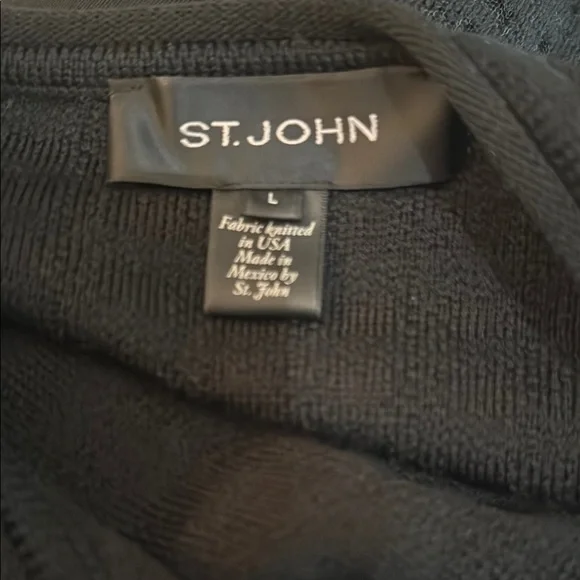 ST. JOHN
L
Fabric knitted
in USA
Made in
Mexico by
St. John